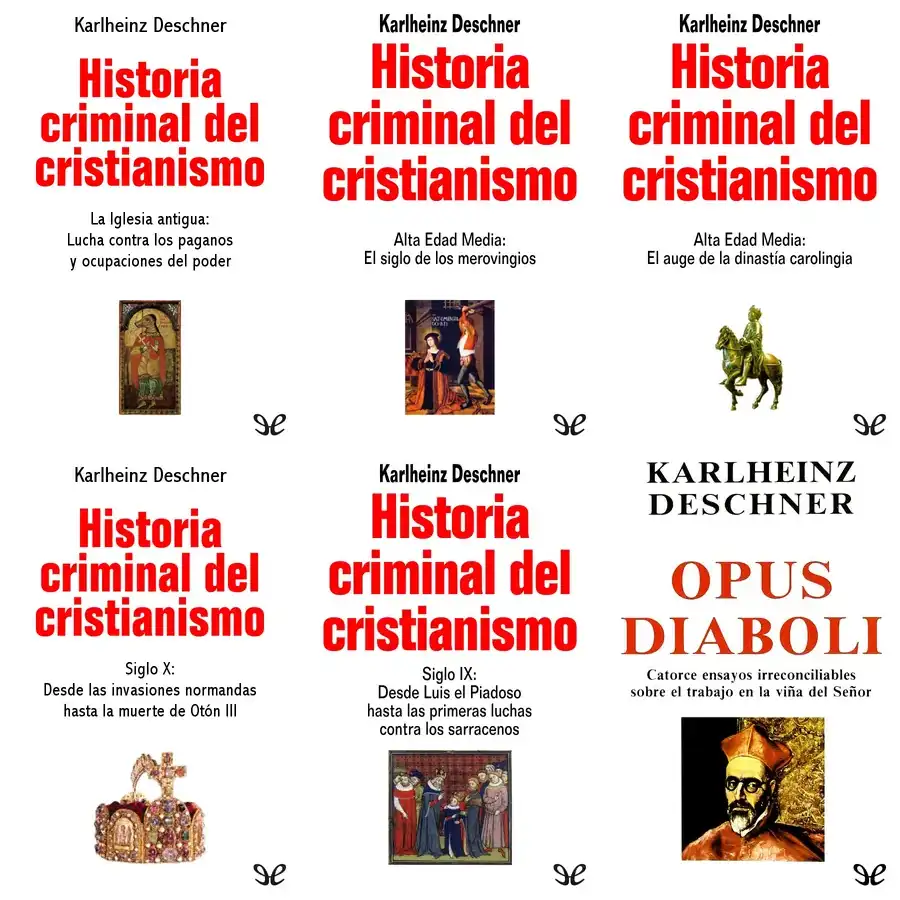 Karlheinz Deschner
Historia
criminal del
cristianismo
La Iglesia antigua:
Lucha contra los paganos
y ocupaciones del poder
Karlheinz Deschner
Historia
criminal del
cristianismo
Alta Edad Media:
El siglo de los merovingios
Karlheinz Deschner
Historia
criminal del
cristianismo
Alta Edad Media:
El auge de la dinastía carolingia
Karlheinz Deschner
Historia
criminal del
cristianismo
Siglo X:
Desde las invasiones normandas
hasta la muerte de Otón III
Karlheinz Deschner
Historia
criminal del
cristianismo
Siglo IX:
Desde Luis el Piadoso
hasta las primeras luchas
contra los sarracenos
KARLHEINZ
DESCHNER
OPUS
DIABOLI
Catorce ensayos irreconciliables
sobre el trabajo en la viña del Señor